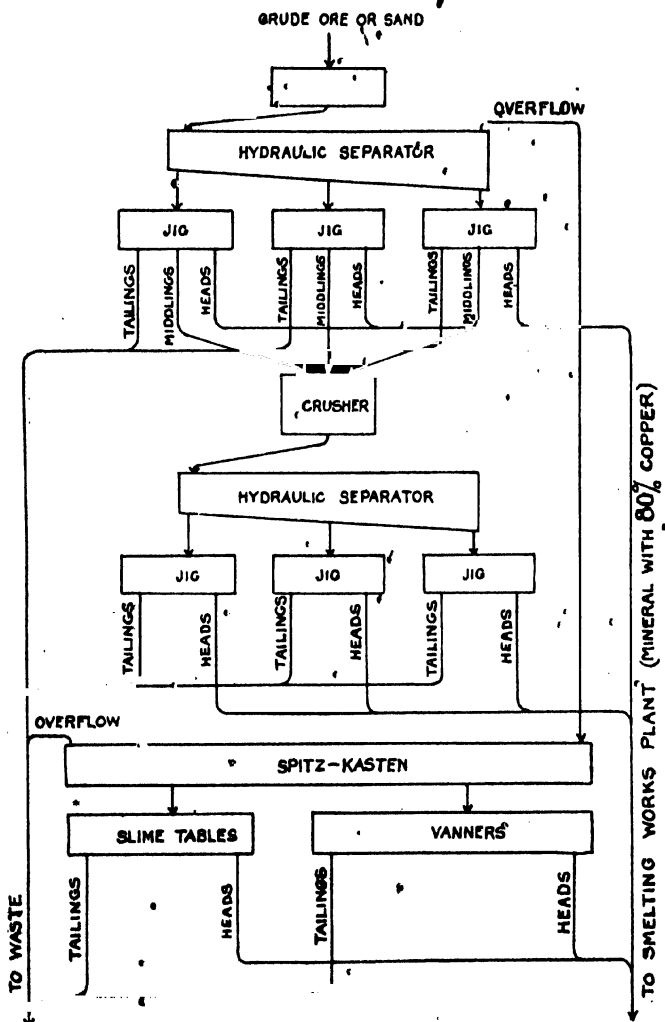 CRUDE ORE OR SAND
OVERFLOW
HYDRAULIC SEPARATOR
JIG
JIG
JIG
TAILINGS
MIDDLINGS
HEADS
TAILINGS
MIDDLINGS
HEADS
TAILINGS
MIDDLINGS
HEADS
CRUSHER
HYDRAULIC SEPARATOR
JIG
JIG
JIG
TAILINGS
HEADS
TAILINGS
HEADS
TAILINGS
HEADS
OVERFLOW
SPITZ-KASTEN
SLIME TABLES
VANNERS
TAILINGS
HEADS
TAILINGS
HEADS
TO WASTE
TO SMELTING WORKS PLANT (MINERAL WITH 80% COPPER)